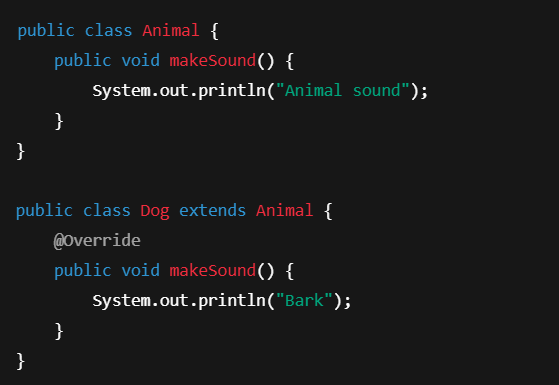 public class Animal {
    public void makeSound() {
        System.out.println("Animal sound");
    }
}

public class Dog extends Animal {
    @Override
    public void makeSound() {
        System.out.println("Bark");
    }
}